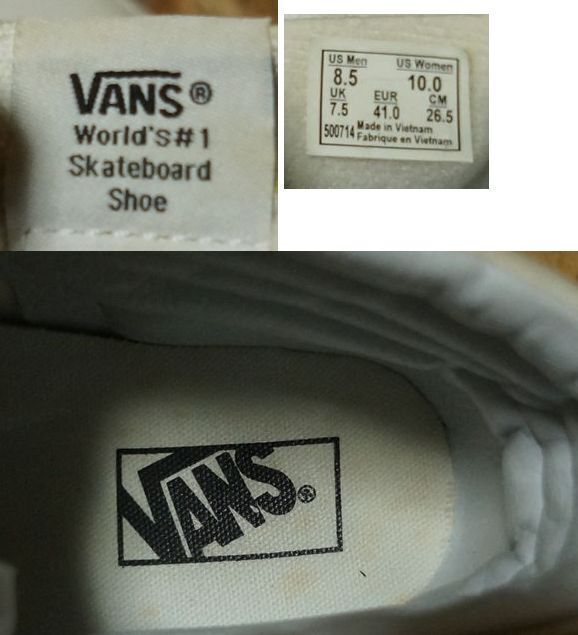 VANS®
World's#1
Skateboard
Shoe
US Men US Women
8.5 10.0
UK EUR CM
7.5 41.0 26.5
500714 Made in Vietnam
Fabrique en Vietnam
VANS®